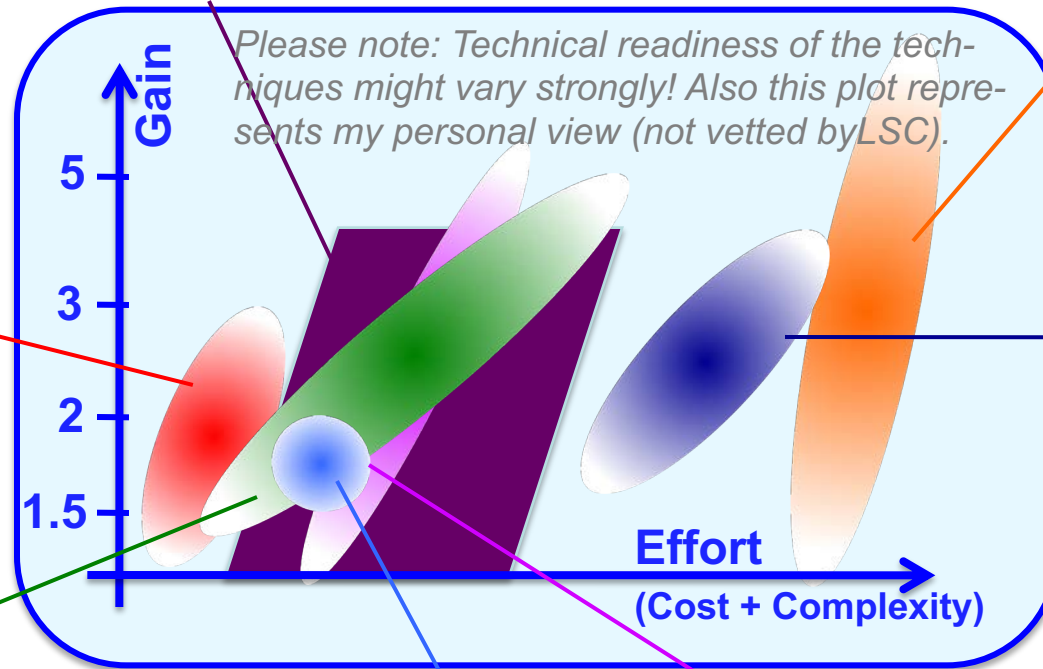 Please note: Technical readiness of the tech-
niques might vary strongly! Also this plot repre-
sents my personal view (not vetted byLSC).
Gain
5
3
2
1.5
Effort
(Cost + Complexity)